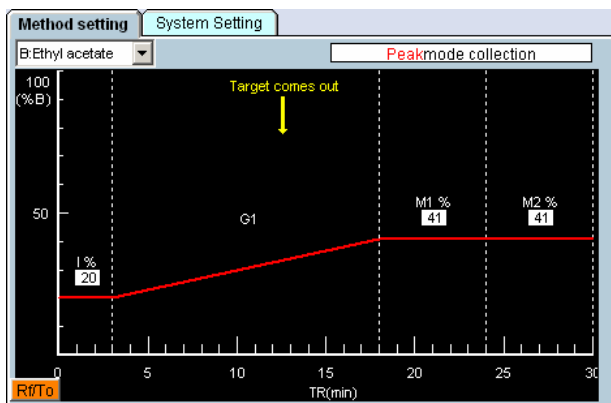 Method setting System Setting
B:Ethyl acetate Peakmode collection
100
(%B)
Target comes out
50
G1
M1 %
41
M2 %
41
I %
20
0 5 10 15 20 25 30
Rf/To
TR(min)